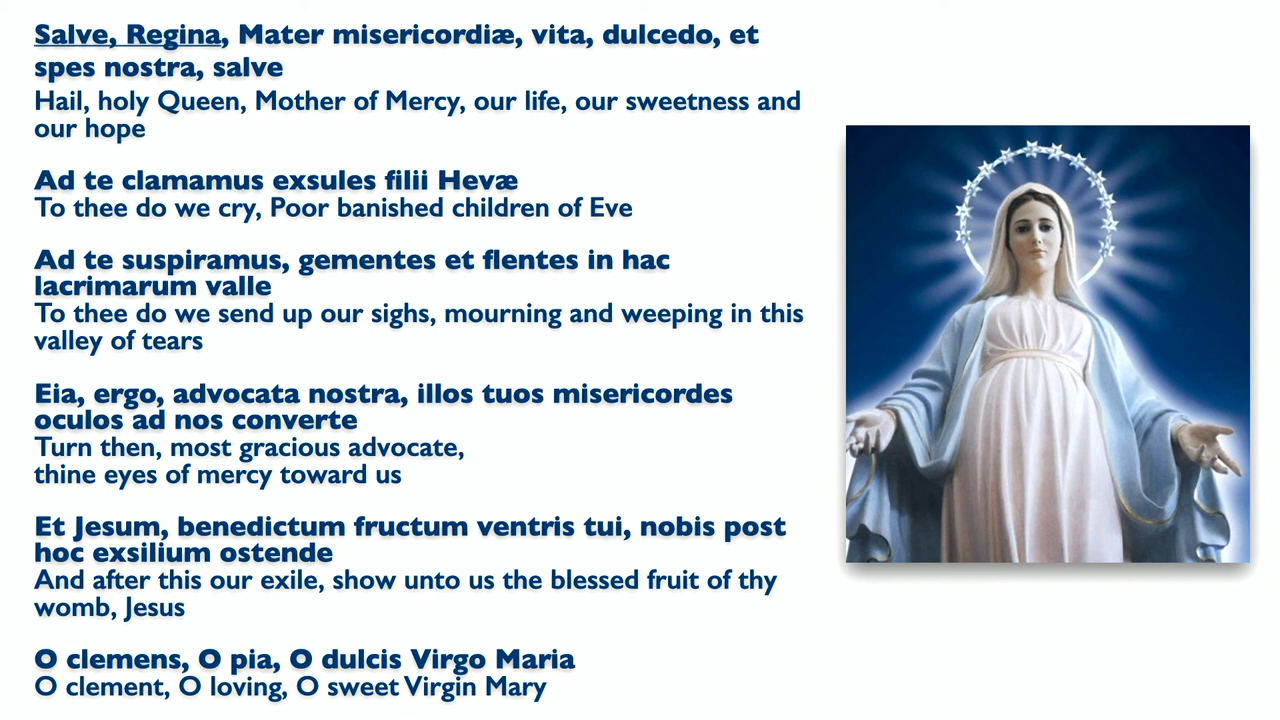 Salve, Regina, Mater misericordiæ, vita, dulcedo, et
spes nostra, salve
Hail, holy Queen, Mother of Mercy, our life, our sweetness and
our hope
Ad te clamamus exsules filii Hevæ
To thee do we cry, Poor banished children of Eve
Ad te suspiramus, gementes et flentes in hac
lacrimarum valle
To thee do we send up our sighs, mourning and weeping in this
valley of tears
Eia, ergo, advocata nostra, illos tuos misericordes
oculos ad nos converte
Turn then, most gracious advocate,
thine eyes of mercy toward us
Et Jesum, benedictum fructum ventris tui, nobis post
hoc exsilium ostende
And after this our exile, show unto us the blessed fruit of thy
womb, Jesus
O clemens, O pia, O dulcis Virgo Maria
O clement, O loving, O sweet Virgin Mary